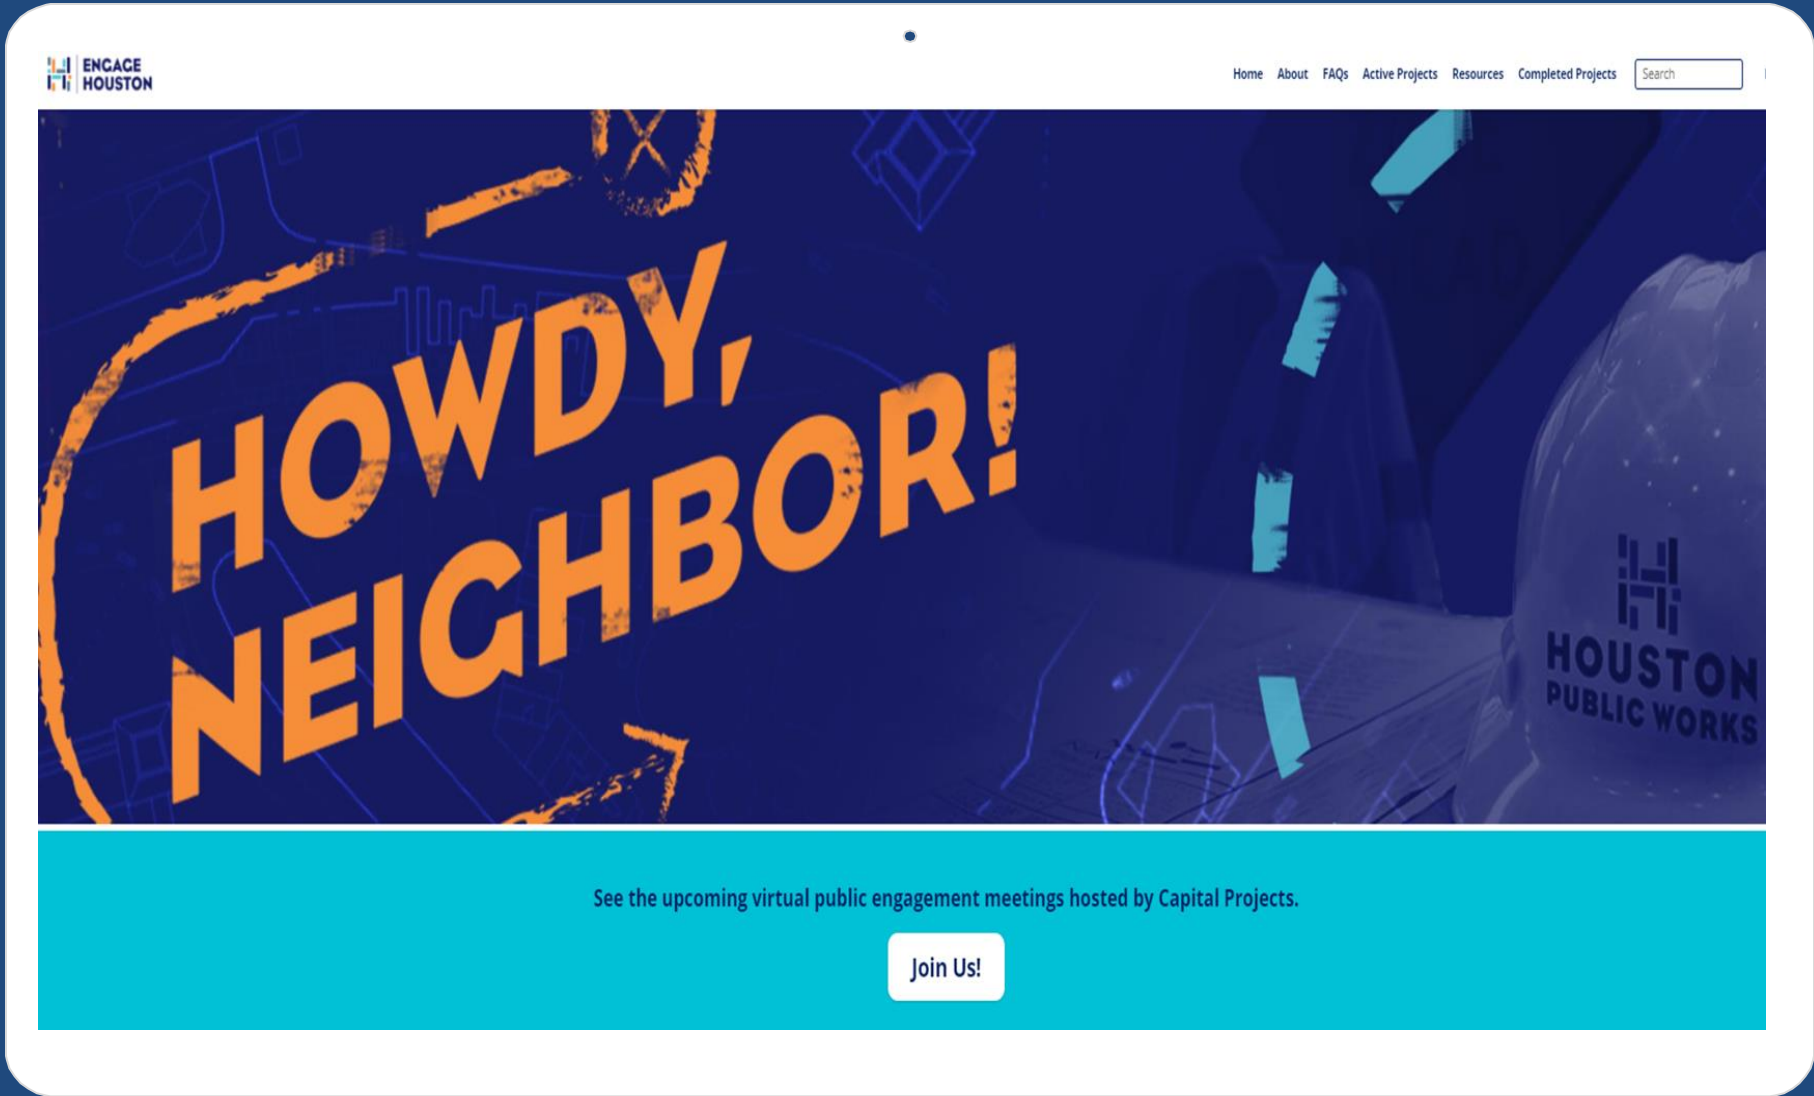 ENGAGE
HOUSTON
Home About FAQs Active Projects Resources Completed Projects Search
HOWDY,
NEIGHBOR!
HOUSTON
PUBLIC WORKS
See the upcoming virtual public engagement meetings hosted by Capital Projects.
Join Us!